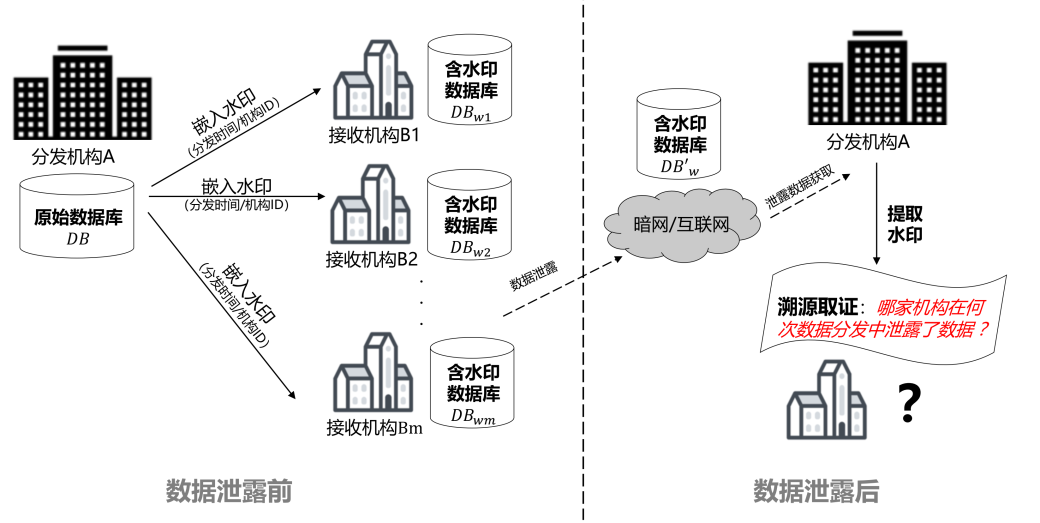 分发机构A
原始数据库
DB
嵌入水印
(分发时间/机构ID)
嵌入水印
(分发时间/机构ID)
嵌入水印
(分发时间/机构ID)
接收机构B1
含水印
数据库
DB_{w1}
接收机构B2
含水印
数据库
DB_{w2}
.
.
.
接收机构Bm
含水印
数据库
DB_{wm}
数据泄露
数据泄露前
含水印
数据库
DB'_{w}
暗网/互联网
泄露数据获取
分发机构A
提取
水印
溯源取证：哪家机构在何
次数据分发中泄露了数据？
?
数据泄露后